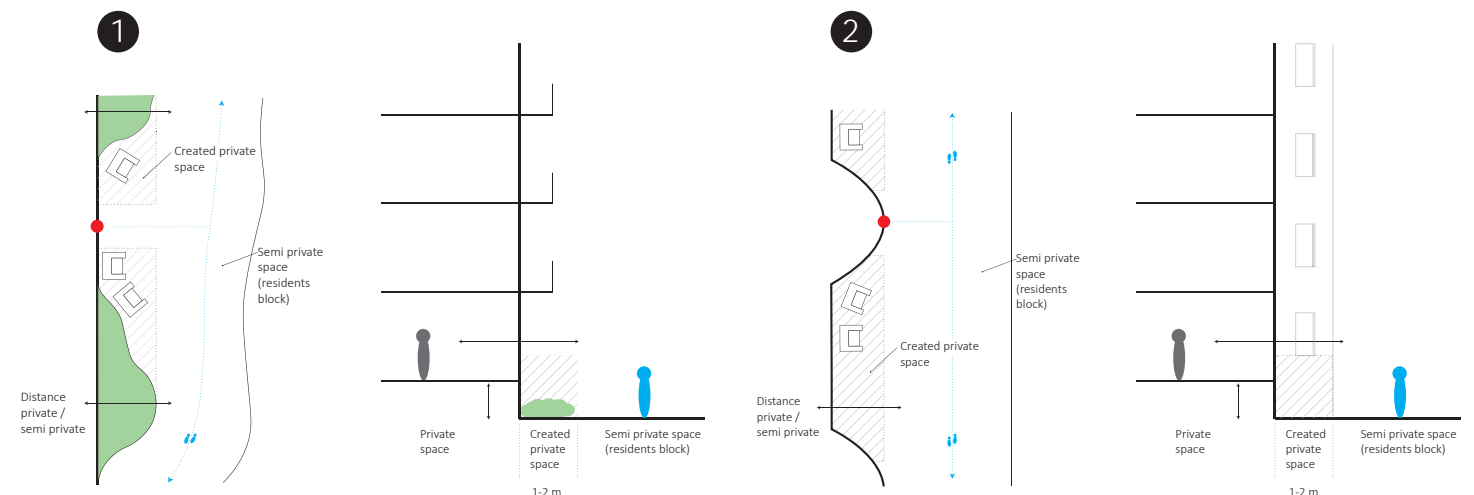 1
Created private
space
Semi private
space
(residents
block)
Distance
private /
semi private
Private
space
Created
private
space
Semi private space
(residents block)
1-2 m
2
Semi private
space
(residents
block)
Created private
space
Distance
private /
semi private
Private
space
Created
private
space
Semi private space
(residents block)
1-2 m